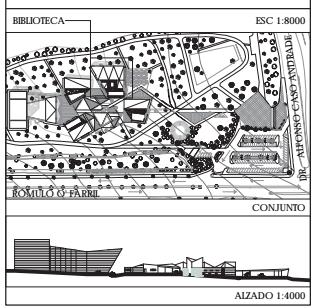 BIBLIOTECA
ESC 1:8000
DR. ALFONSO CASO ANDRADE
RÓMULO O' FARRIL
CONJUNTO
ALZADO 1:4000